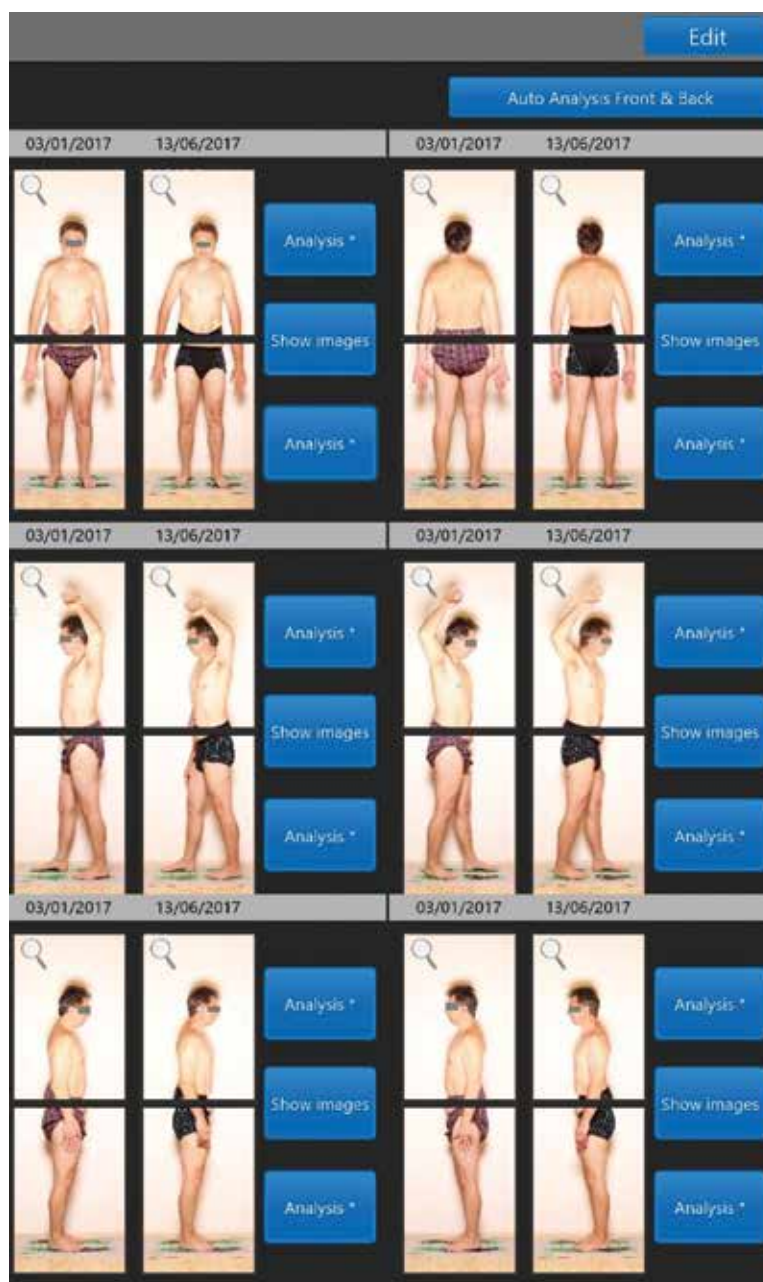 Edit
Auto Analysis Front & Back
03/01/2017 13/06/2017 03/01/2017 13/06/2017
Analysis * Analysis *
Show images Show images
Analysis * Analysis *
03/01/2017 13/06/2017 03/01/2017 13/06/2017
Analysis * Analysis *
Show images Show images
Analysis * Analysis *
03/01/2017 13/06/2017 03/01/2017 13/06/2017
Analysis * Analysis *
Show images Show images
Analysis * Analysis *